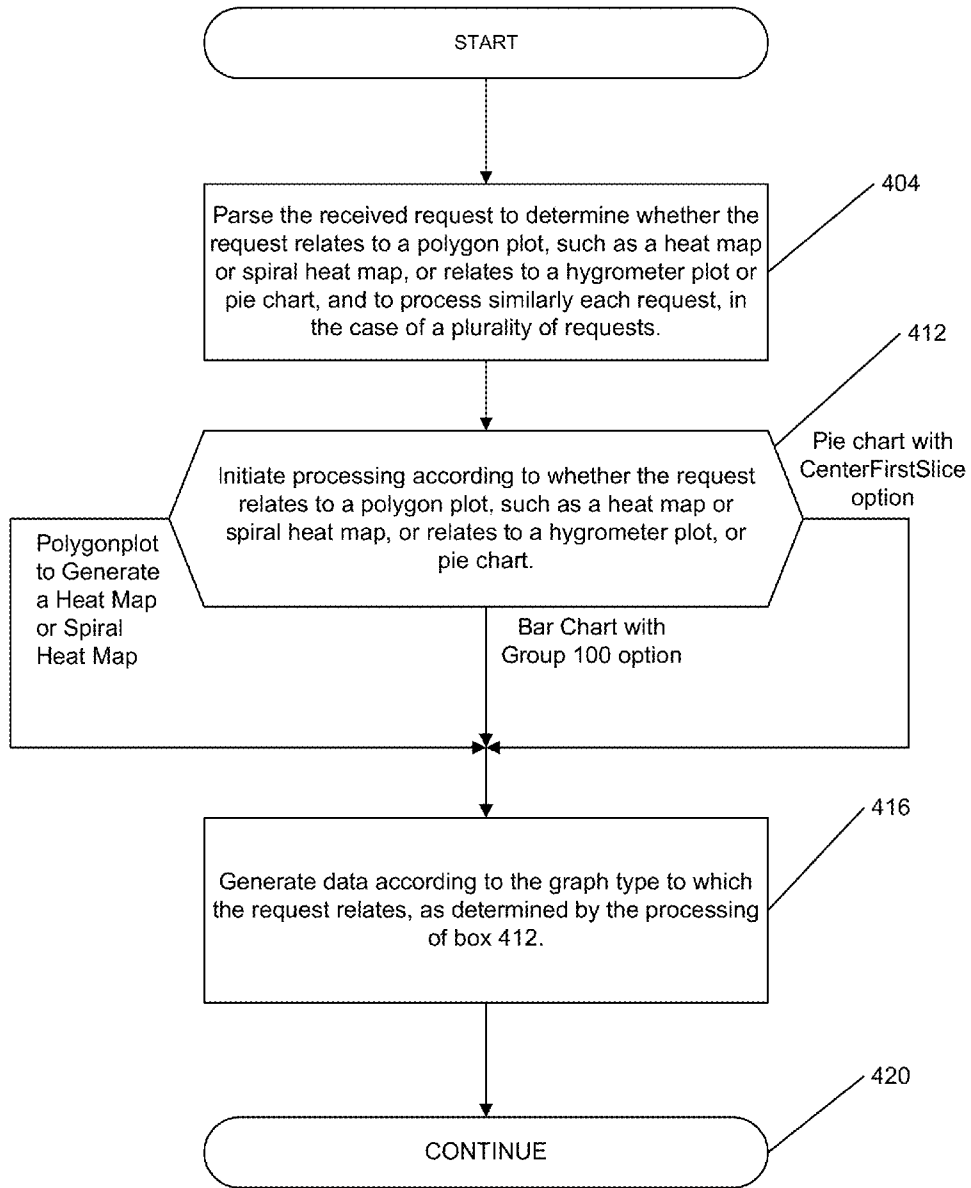 START
404
Parse the received request to determine whether the
request relates to a polygon plot, such as a heat map
or spiral heat map, or relates to a hygrometer plot or
pie chart, and to process similarly each request, in
the case of a plurality of requests.
412
Initiate processing according to whether the request
relates to a polygon plot, such as a heat map or
spiral heat map, or relates to a hygrometer plot, or
pie chart.
Pie chart with
CenterFirstSlice
option
Polygonplot
to Generate
a Heat Map
or Spiral
Heat Map
Bar Chart with
Group 100 option
416
Generate data according to the graph type to which
the request relates, as determined by the processing
of box 412.
420
CONTINUE